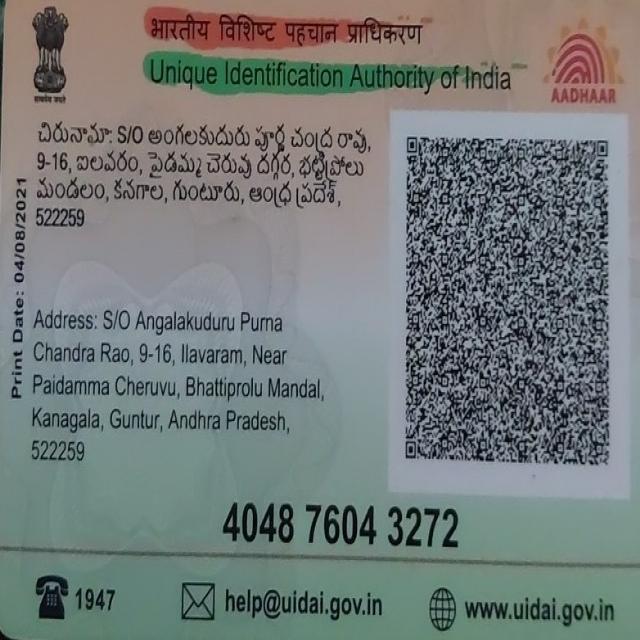 भारतीय विशिष्ट पहचान प्राधिकरण
Unique Identification Authority of India
AADHAAR
सत्यमेव जयते
చిరునామా: S/O అంగలకుదురు పూర్ణ చంద్ర రావు,
9-16, ఐలవరం, పైడమ్మ చెరువు దగ్గర, భట్టిప్రోలు
మండలం, కనగాల, గుంటూరు, ఆంధ్ర ప్రదేశ్,
522259
Print Date: 04/08/2021
Address: S/O Angalakuduru Purna
Chandra Rao, 9-16, Ilavaram, Near
Paidamma Cheruvu, Bhattiprolu Mandal,
Kanagala, Guntur, Andhra Pradesh,
522259
4048 7604 3272
1947
help@uidai.gov.in
www.uidai.gov.in